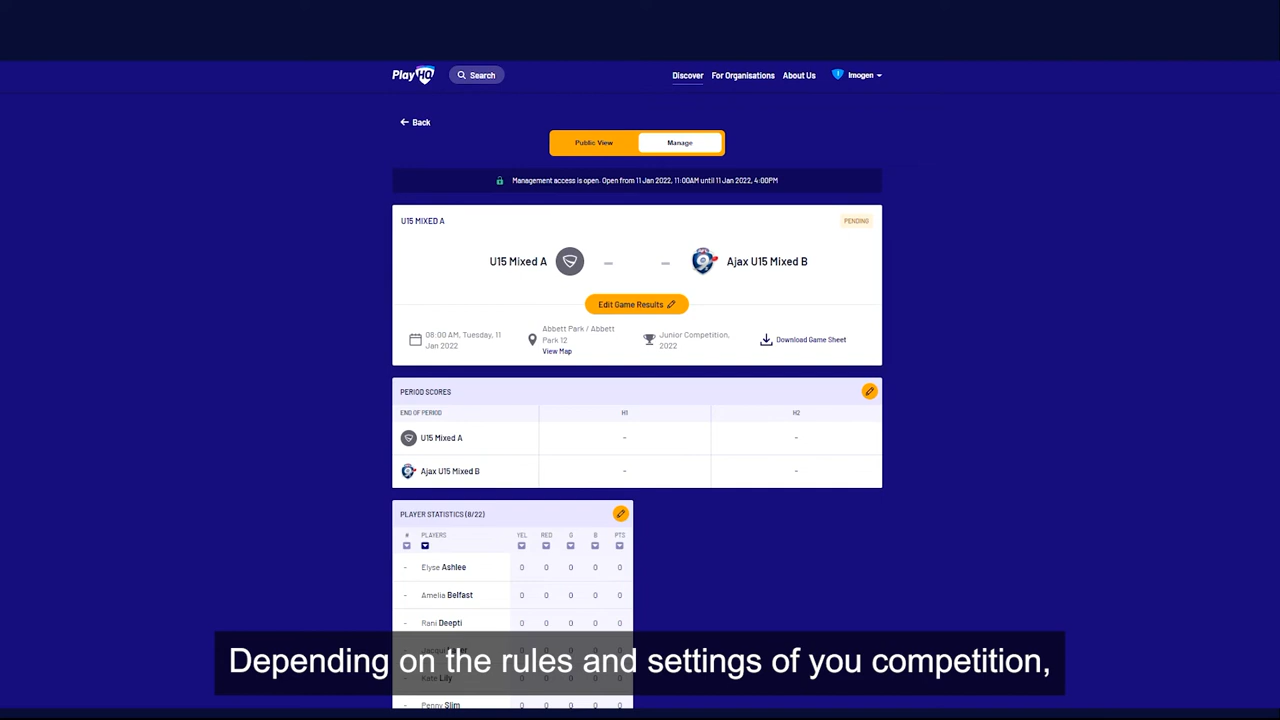 PlayHQ
Search
Discover
For Organisations
About Us
Imogen
Back
Public View
Manage
Management access is open. Open from 11 Jan 2022, 11:00AM until 11 Jan 2022, 4:00PM
U15 MIXED A
PENDING
U15 Mixed A
–
–
Ajax U15 Mixed B
Edit Game Results
08:00 AM, Tuesday, 11
Jan 2022
Abbett Park / Abbett
Park 12
View Map
Junior Competition,
2022
Download Game Sheet
PERIOD SCORES
END OF PERIOD H1 H2
U15 Mixed A - -
Ajax U15 Mixed B - -
PLAYER STATISTICS (8/22)
# PLAYERS YEL RED G B PTS
- Elyse Ashlee 0 0 0 0 0
- Amelia Belfast 0 0 0 0 0
- Rani Deepti 0 0 0 0 0
Kate Lily
Penny Slim
Depending on the rules and settings of you competition,